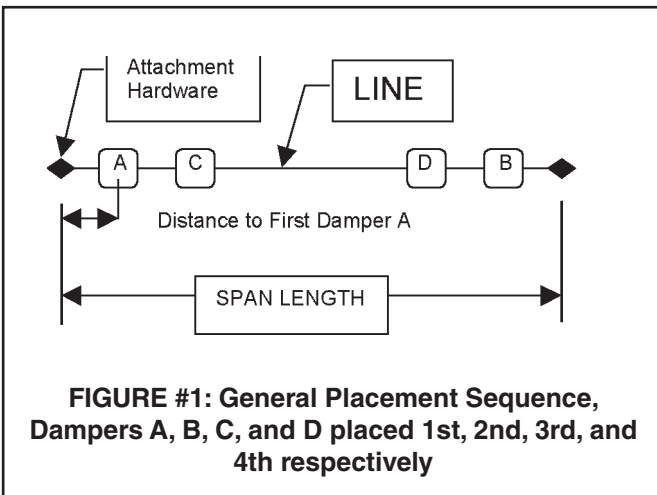 Attachment
Hardware
LINE
A
C
D
B
Distance to First Damper A
SPAN LENGTH
FIGURE #1: General Placement Sequence,
Dampers A, B, C, and D placed 1st, 2nd, 3rd, and
4th respectively